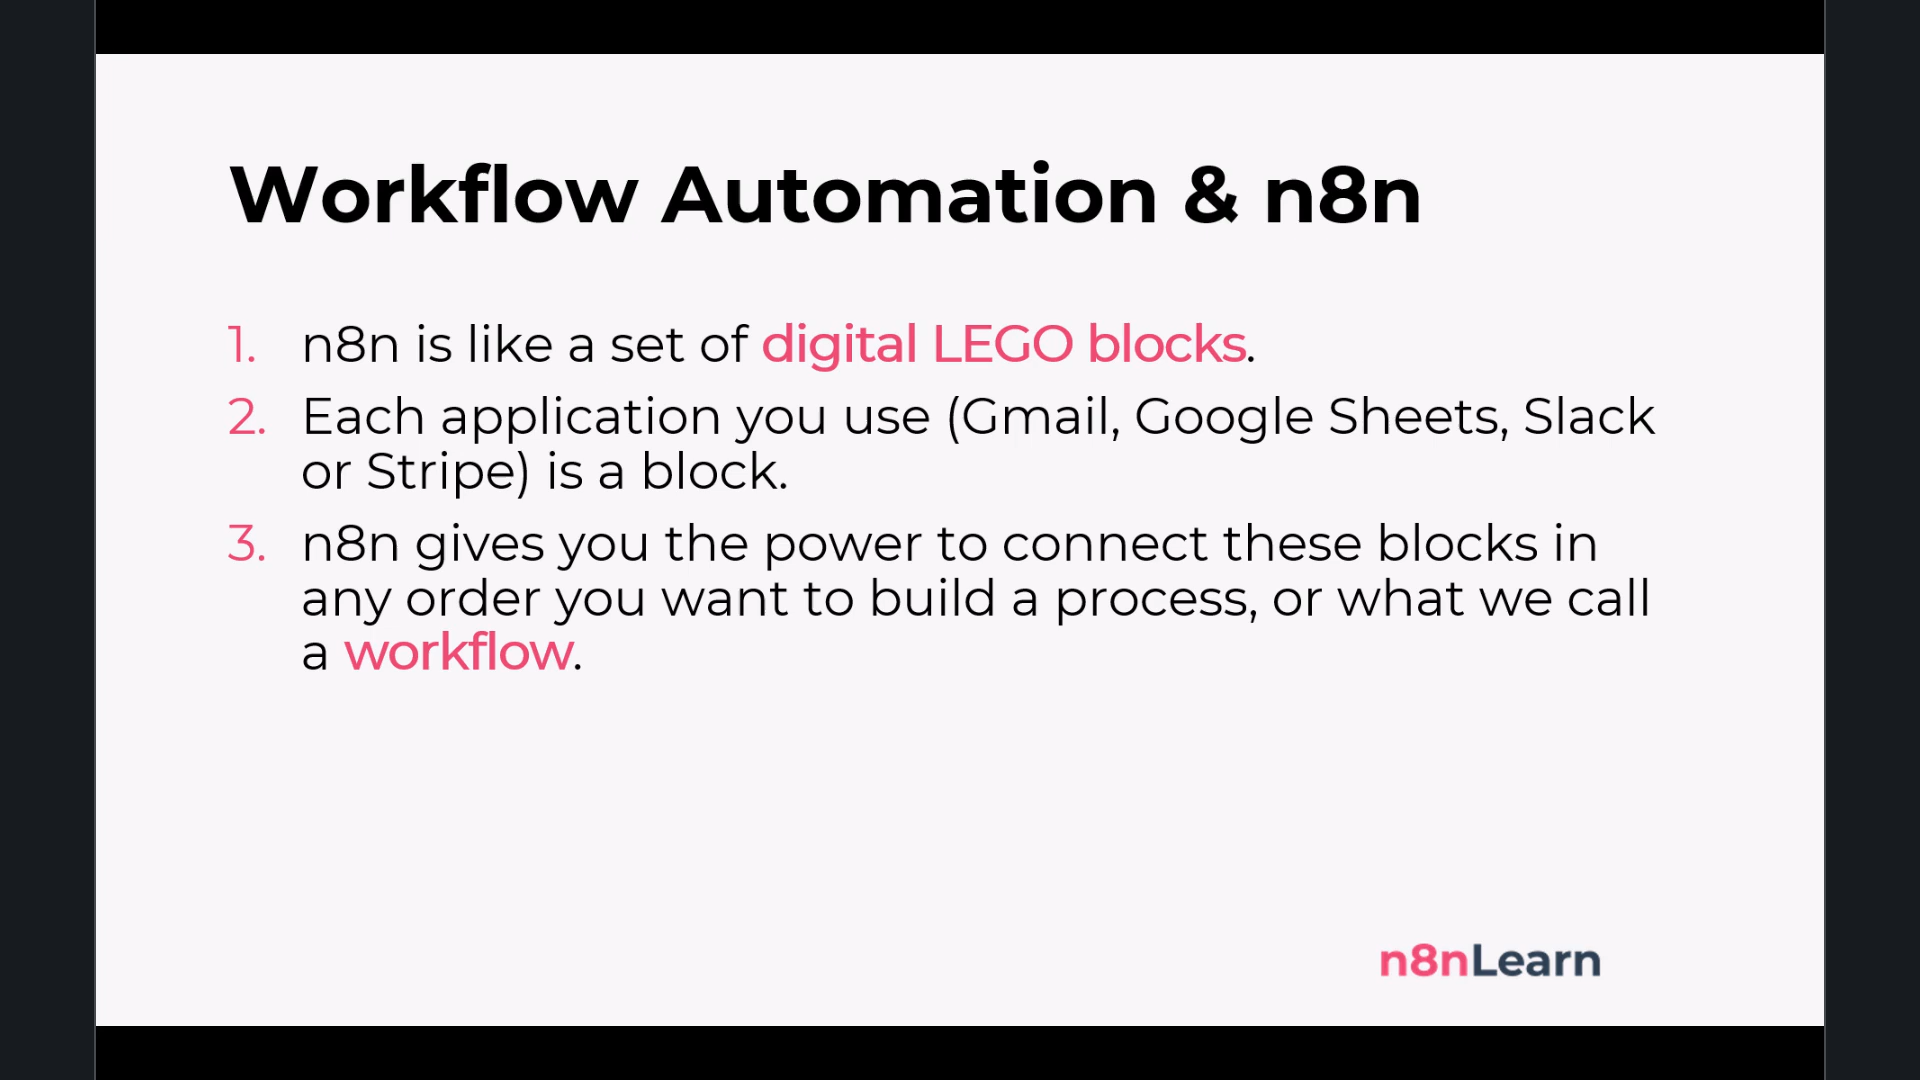 Workflow Automation & n8n
1. n8n is like a set of digital LEGO blocks.
2. Each application you use (Gmail, Google Sheets, Slack
or Stripe) is a block.
3. n8n gives you the power to connect these blocks in
any order you want to build a process, or what we call
a workflow.
n8nLearn